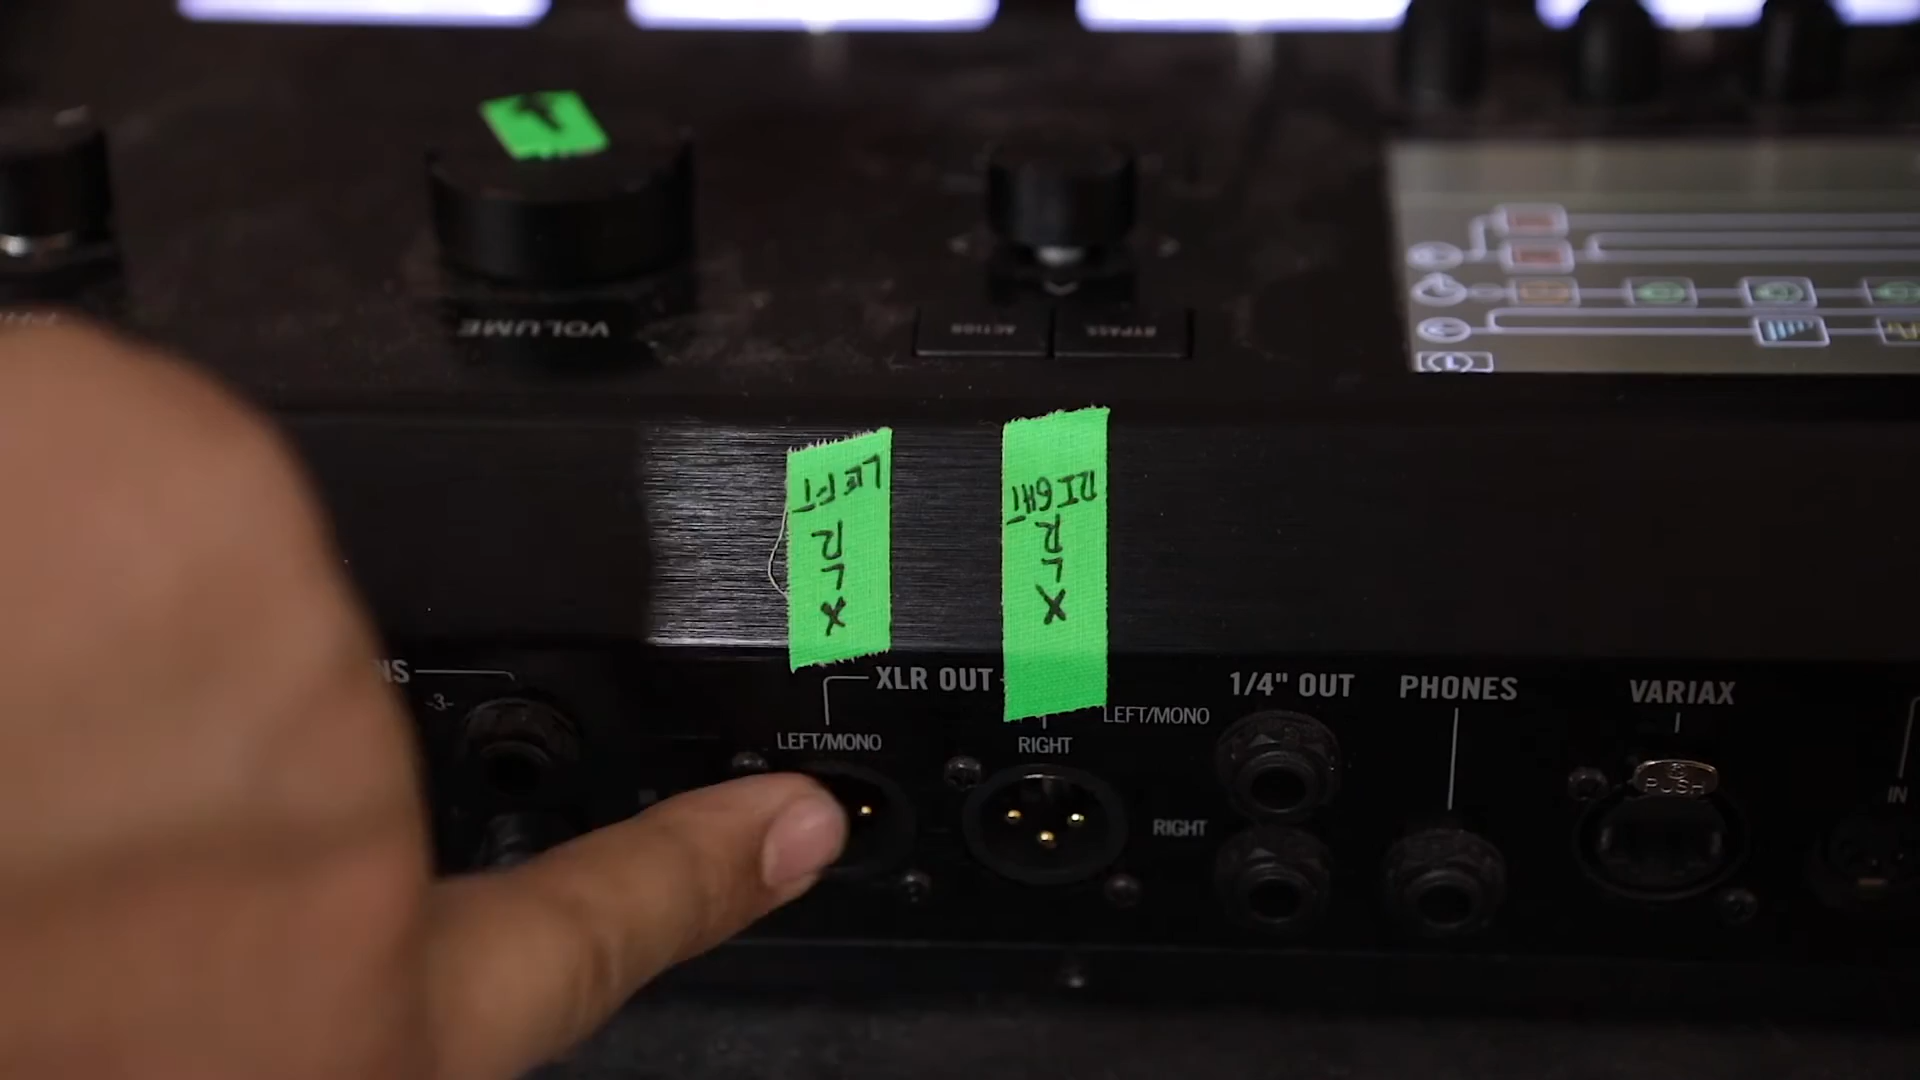 VOLUME
ACTION
BYPASS
LEFT
XLR
RIGHT
XLR
NS
-3-
XLR OUT
LEFT/MONO
RIGHT
1/4" OUT
LEFT/MONO
RIGHT
PHONES
VARIAX
PUSH
IN